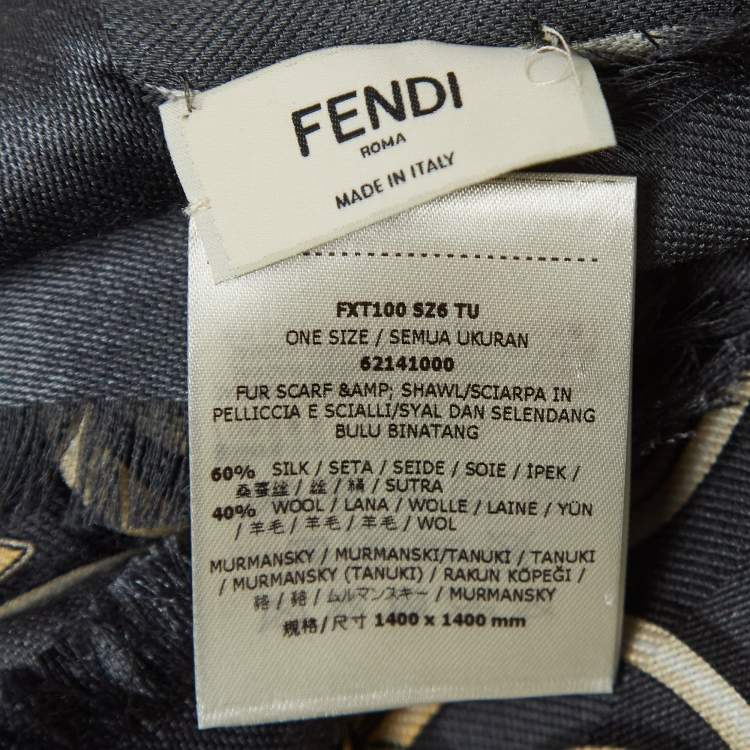 FENDI
ROMA
MADE IN ITALY
FXT100 SZ6 TU
ONE SIZE / SEMUA UKURAN
62141000
FUR SCARF &AMP; SHAWL/SCIARPA IN
PELLICCIA E SCIALLI/SYAL DAN SELENDANG
BULU BINATANG
60% SILK / SETA / SEIDE / SOIE / İPEK /
桑蚕丝 / 丝 / 絹 / SUTRA
40% WOOL / LANA / WOLLE / LAINE / YÜN
/ 羊毛 / 羊毛 / 羊毛 / WOL
MURMANSKY / MURMANSKI/TANUKI / TANUKI
/ MURMANSKY (TANUKI) / RAKUN KÖPEĞI /
貉 / 貉 / ムルマンスキー / MURMANSKY
规格/尺寸 1400 x 1400 mm